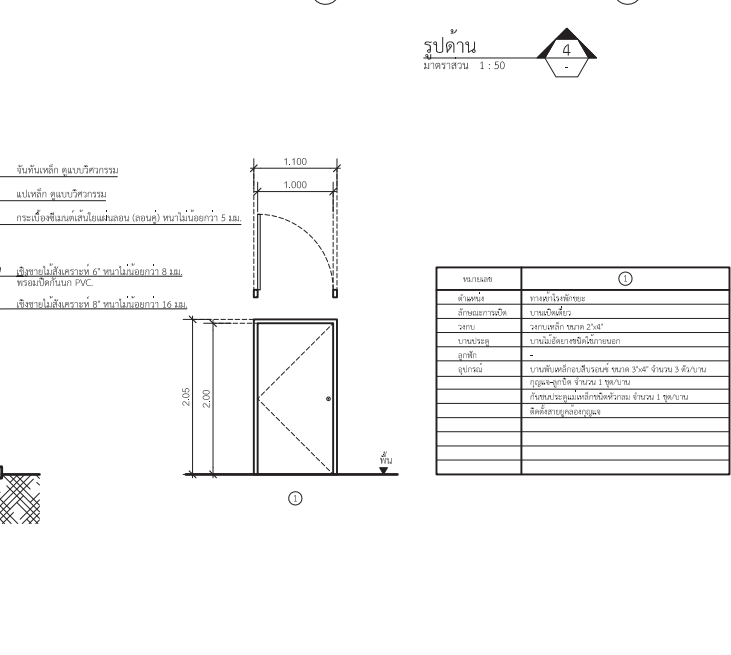 รูปด้าน
4
มาตราส่วน 1 : 50
-
จันทันเหล็ก ดูแบบวิศวกรรม
แปเหล็ก ดูแบบวิศวกรรม
กระเบื้องซีเมนต์เส้นใยแผ่นลอน (ลอนคู่) หนาไม่น้อยกว่า 5 มม.
เชิงชายไม้สังเคราะห์ 6" หนาไม่น้อยกว่า 8 มม.
พร้อมปิดกันนก PVC.
เชิงชายไม้สังเคราะห์ 8" หนาไม่น้อยกว่า 16 มม.
1.100
1.000
2.05
2.00
พื้น
1
หมายเลข 1
ตำแหน่ง ทางเข้าโรงพักขยะ
ลักษณะการเปิด บานเปิดเดี่ยว
วงกบ วงกบเหล็ก ขนาด 2"x4"
บานประตู บานไม้อัดยางชนิดใช้ภายนอก
ลูกฟัก -
อุปกรณ์ บานพับเหล็กอบสีบรอนซ์ ขนาด 3"x4" จำนวน 3 ตัว/บาน
กุญแจ-ลูกบิด จำนวน 1 ชุด/บาน
กันชนประตูแม่เหล็กชนิดหัวกลม จำนวน 1 ชุด/บาน
ติดตั้งสายยูคล้องกุญแจ